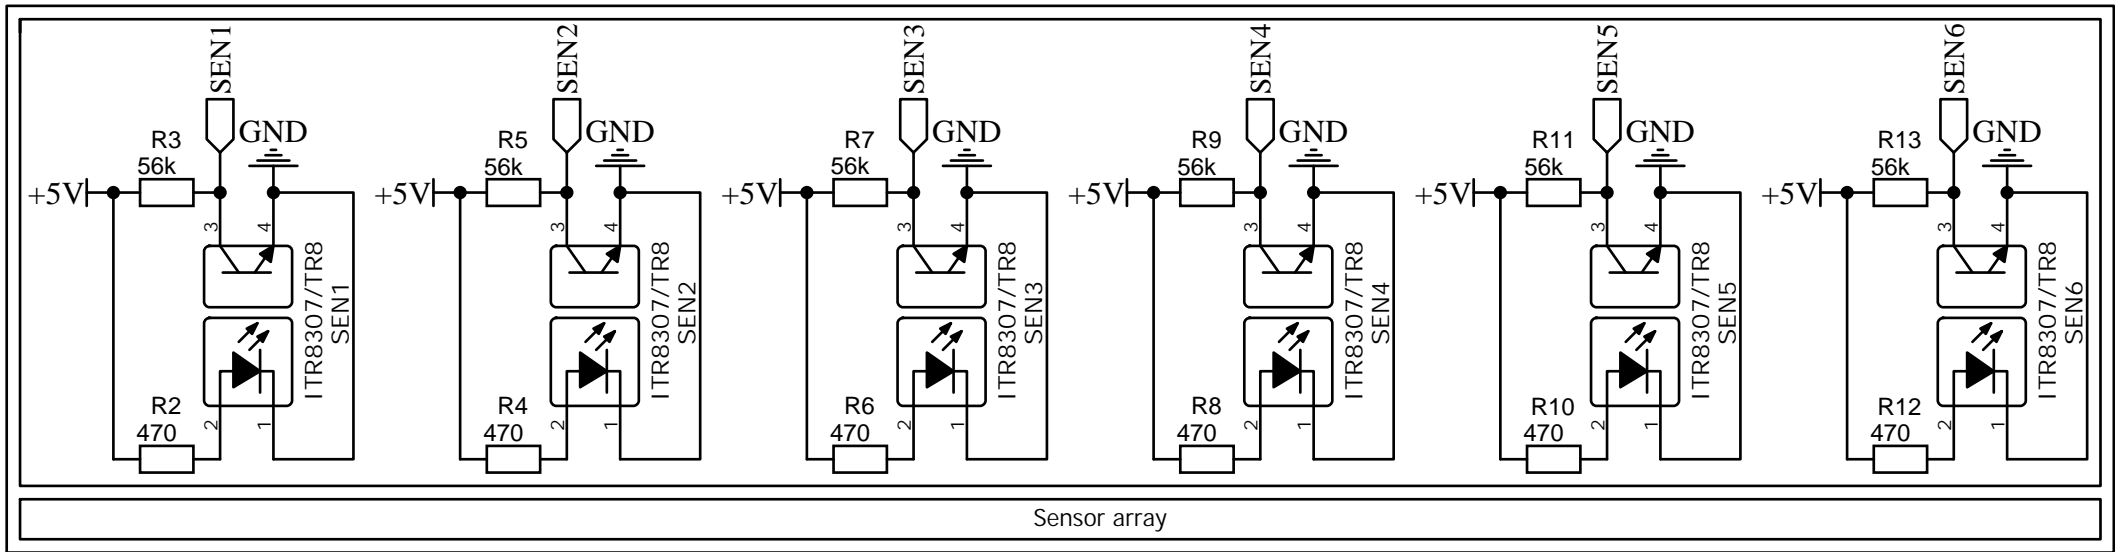 SEN1
GND
R3
56k
+5V
3
4
ITR8307/TR8
SEN1
R2
470
2
1
SEN2
GND
R5
56k
+5V
3
4
ITR8307/TR8
SEN2
R4
470
2
1
SEN3
GND
R7
56k
+5V
3
4
ITR8307/TR8
SEN3
R6
470
2
1
SEN4
GND
R9
56k
+5V
3
4
ITR8307/TR8
SEN4
R8
470
2
1
SEN5
GND
R11
56k
+5V
3
4
ITR8307/TR8
SEN5
R10
470
2
1
SEN6
GND
R13
56k
+5V
3
4
ITR8307/TR8
SEN6
R12
470
2
1
Sensor array